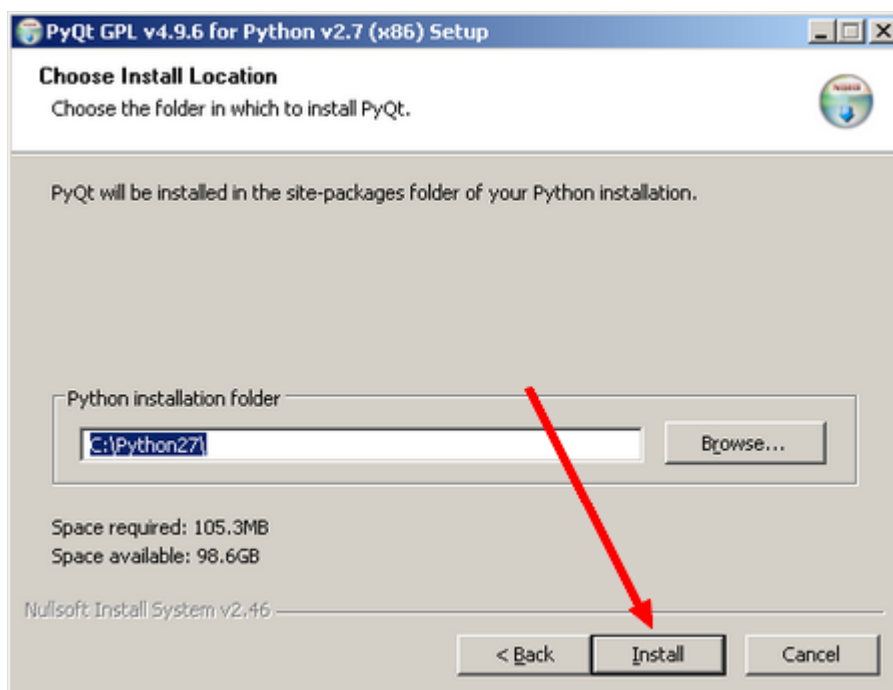 PyQt GPL v4.9.6 for Python v2.7 (x86) Setup
Choose Install Location
Choose the folder in which to install PyQt.
PyQt will be installed in the site-packages folder of your Python installation.
Python installation folder
C:\Python27\
Browse...
Space required: 105.3MB
Space available: 98.6GB
Nullsoft Install System v2.46
< Back Install Cancel